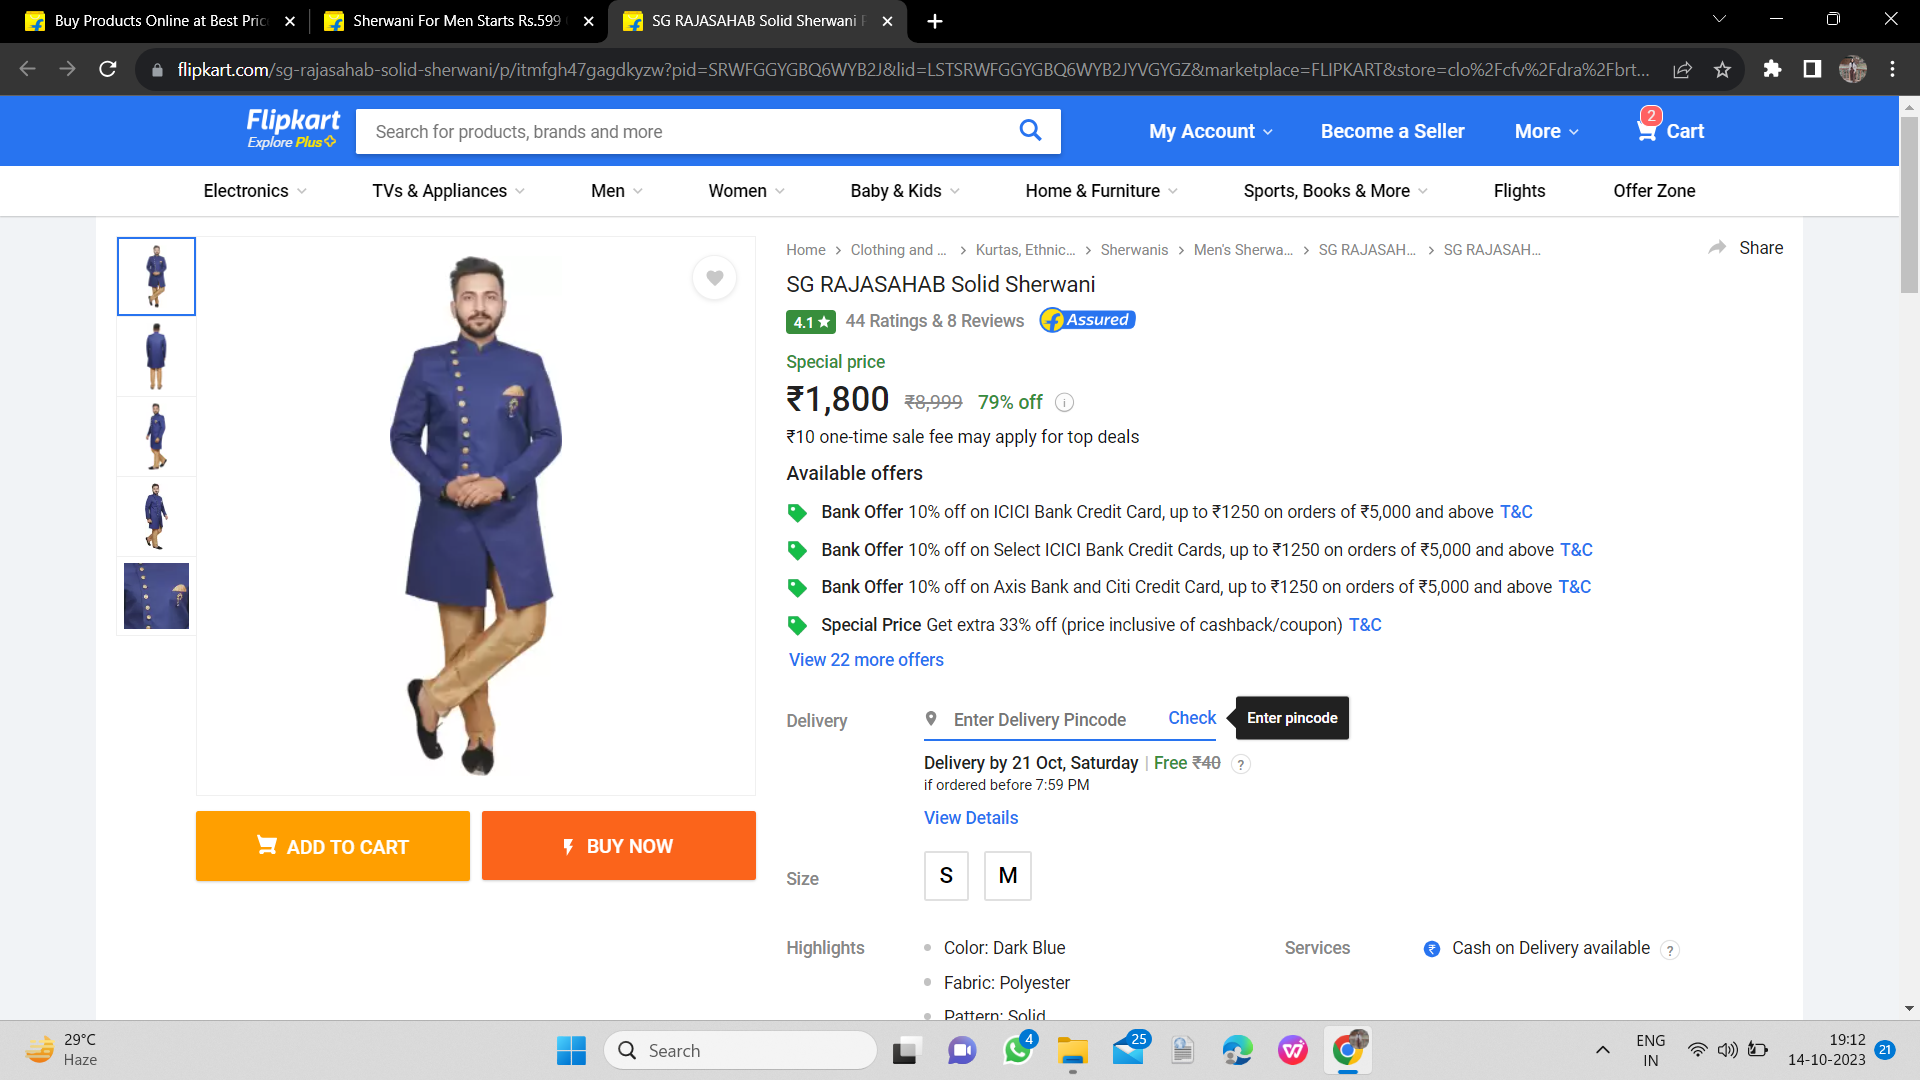 Buy Products Online at Best Pric
Sherwani For Men Starts Rs.599
SG RAJASAHAB Solid Sherwani
flipkart.com/sg-rajasahab-solid-sherwani/p/itmfgh47gagdkyzw?pid=SRWFGGYGBQ6WYB2J&lid=LSTSRWFGGYGBQ6WYB2JYVGYGZ&marketplace=FLIPKART&store=clo%2Fcfv%2Fdra%2Fbrt...
Flipkart
Explore Plus
Search for products, brands and more
My Account
Become a Seller
More
2
Cart
Electronics
TVs & Appliances
Men
Women
Baby & Kids
Home & Furniture
Sports, Books & More
Flights
Offer Zone
Home > Clothing and ... > Kurtas, Ethnic... > Sherwanis > Men's Sherwa... > SG RAJASAH... > SG RAJASAH...
Share
SG RAJASAHAB Solid Sherwani
4.1★ 44 Ratings & 8 Reviews Assured
Special price
₹1,800 ₹8,999 79% off
₹10 one-time sale fee may apply for top deals
Available offers
Bank Offer 10% off on ICICI Bank Credit Card, up to ₹1250 on orders of ₹5,000 and above T&C
Bank Offer 10% off on Select ICICI Bank Credit Cards, up to ₹1250 on orders of ₹5,000 and above T&C
Bank Offer 10% off on Axis Bank and Citi Credit Card, up to ₹1250 on orders of ₹5,000 and above T&C
Special Price Get extra 33% off (price inclusive of cashback/coupon) T&C
View 22 more offers
Delivery
Enter Delivery Pincode
Check
Enter pincode
Delivery by 21 Oct, Saturday | Free ₹40 ?
if ordered before 7:59 PM
View Details
ADD TO CART
BUY NOW
Size
S
M
Highlights
Color: Dark Blue
Fabric: Polyester
Pattern: Solid
Services
₹ Cash on Delivery available ?
29°C
Haze
Search
4
25
ENG
IN
19:12
14-10-2023
21